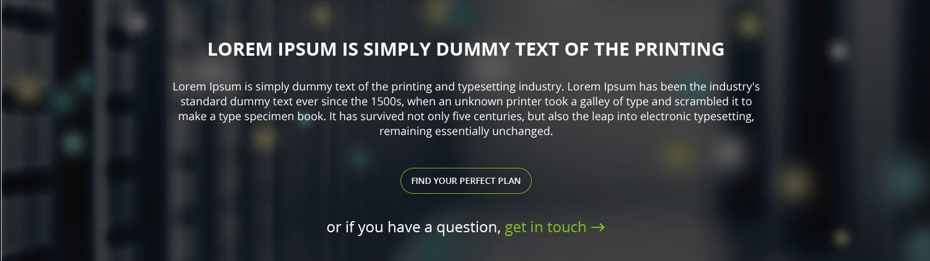 LOREM IPSUM IS SIMPLY DUMMY TEXT OF THE PRINTING
Lorem Ipsum is simply dummy text of the printing and typesetting industry. Lorem Ipsum has been the industry's
standard dummy text ever since the 1500s, when an unknown printer took a galley of type and scrambled it to
make a type specimen book. It has survived not only five centuries, but also the leap into electronic typesetting,
remaining essentially unchanged.
FIND YOUR PERFECT PLAN
or if you have a question, get in touch →